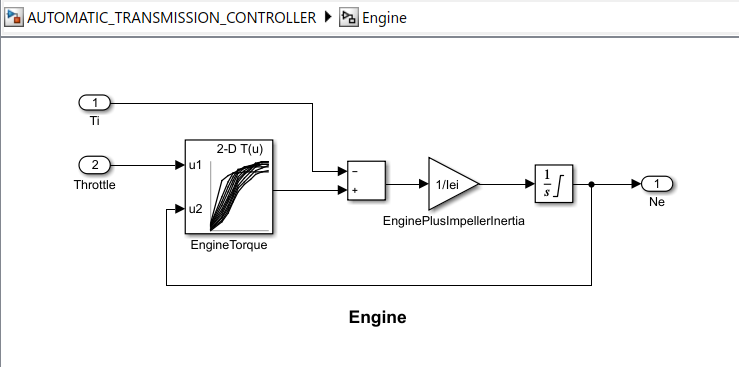 AUTOMATIC_TRANSMISSION_CONTROLLER Engine
1
Ti
2
Throttle
2-D T(u)
u1
u2
EngineTorque
−
+
1/Iei
EnginePlusImpellerInertia
1
s
∫
1
Ne
Engine